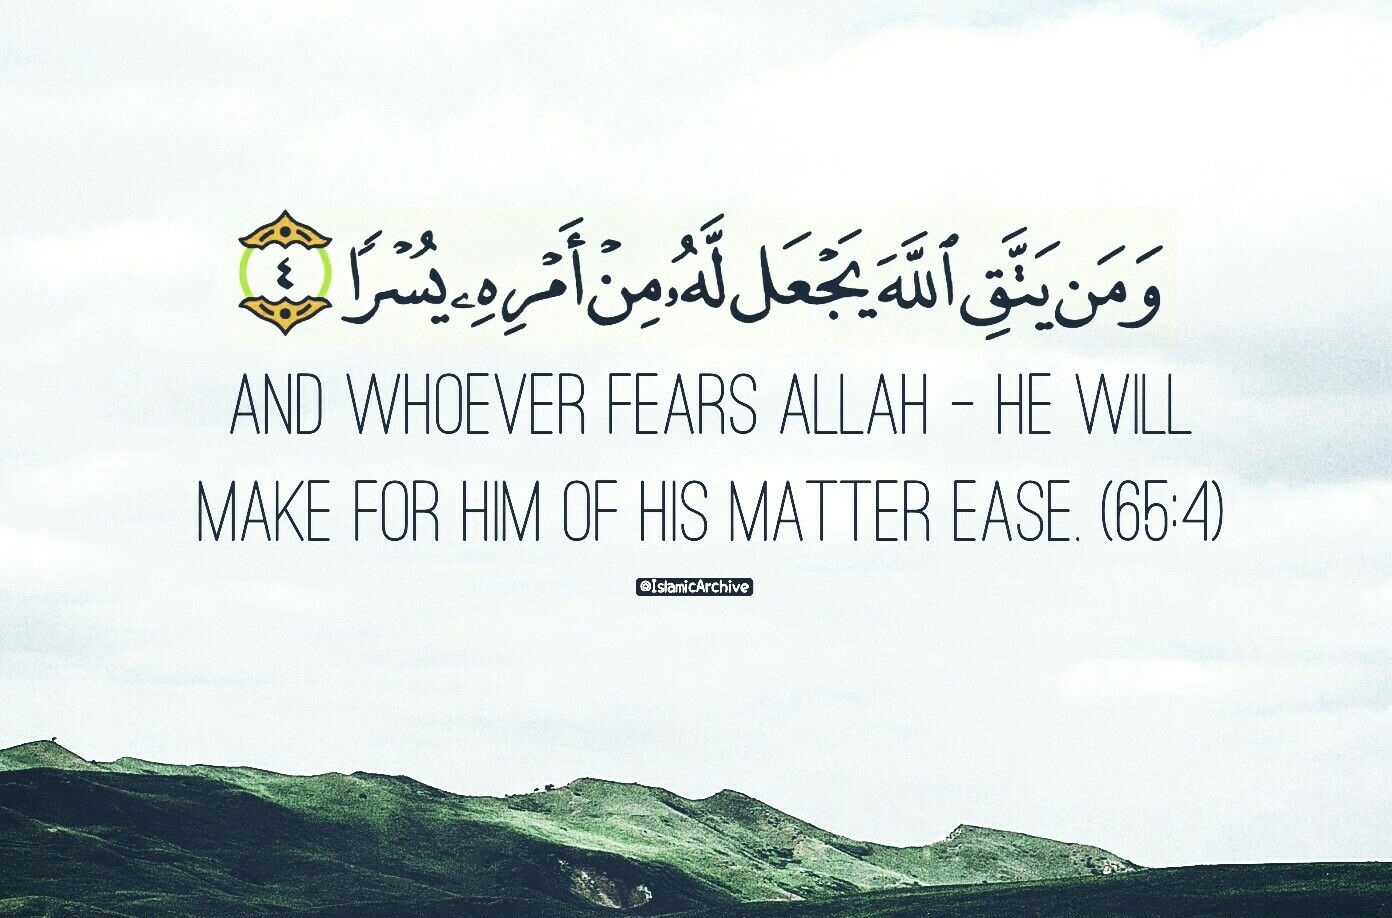 وَمَن يَتَّقِ ٱللَّهَ يَجْعَل لَّهُۥ مِنْ أَمْرِهِۦ يُسْرًا ٤
AND WHOEVER FEARS ALLAH - HE WILL
MAKE FOR HIM OF HIS MATTER EASE. (65:4)
@IslamicArchive